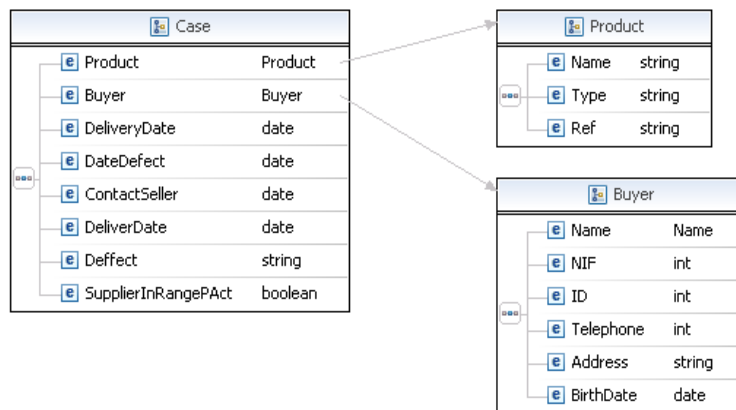 Case
e Product Product
e Buyer Buyer
e DeliveryDate date
e DateDefect date
e ContactSeller date
e DeliverDate date
e Deffect string
e SupplierInRangePAct boolean
Product
e Name string
e Type string
e Ref string
Buyer
e Name Name
e NIF int
e ID int
e Telephone int
e Address string
e BirthDate date